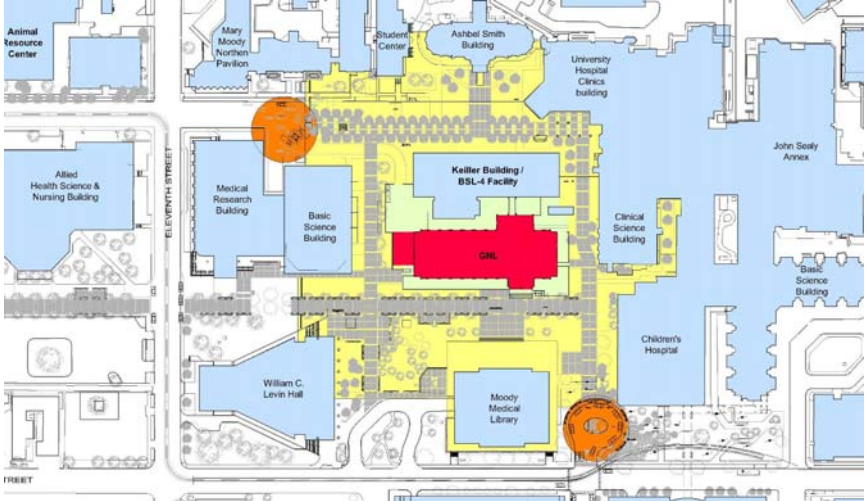 Animal
Resource
Center
Mary
Moody
Northen
Pavilion
Student
Center
Ashbel Smith
Building
University
Hospital
Clinics
building
John Sealy
Annex
Allied
Health Science &
Nursing Building
ELEVENTH STREET
Medical
Research
Building
Basic
Science
Building
Keiller Building /
BSL-4 Facility
GNL
Clinical
Science
Building
Basic
Science
Building
Children's
Hospital
William C.
Levin Hall
Moody
Medical
Library
TREET